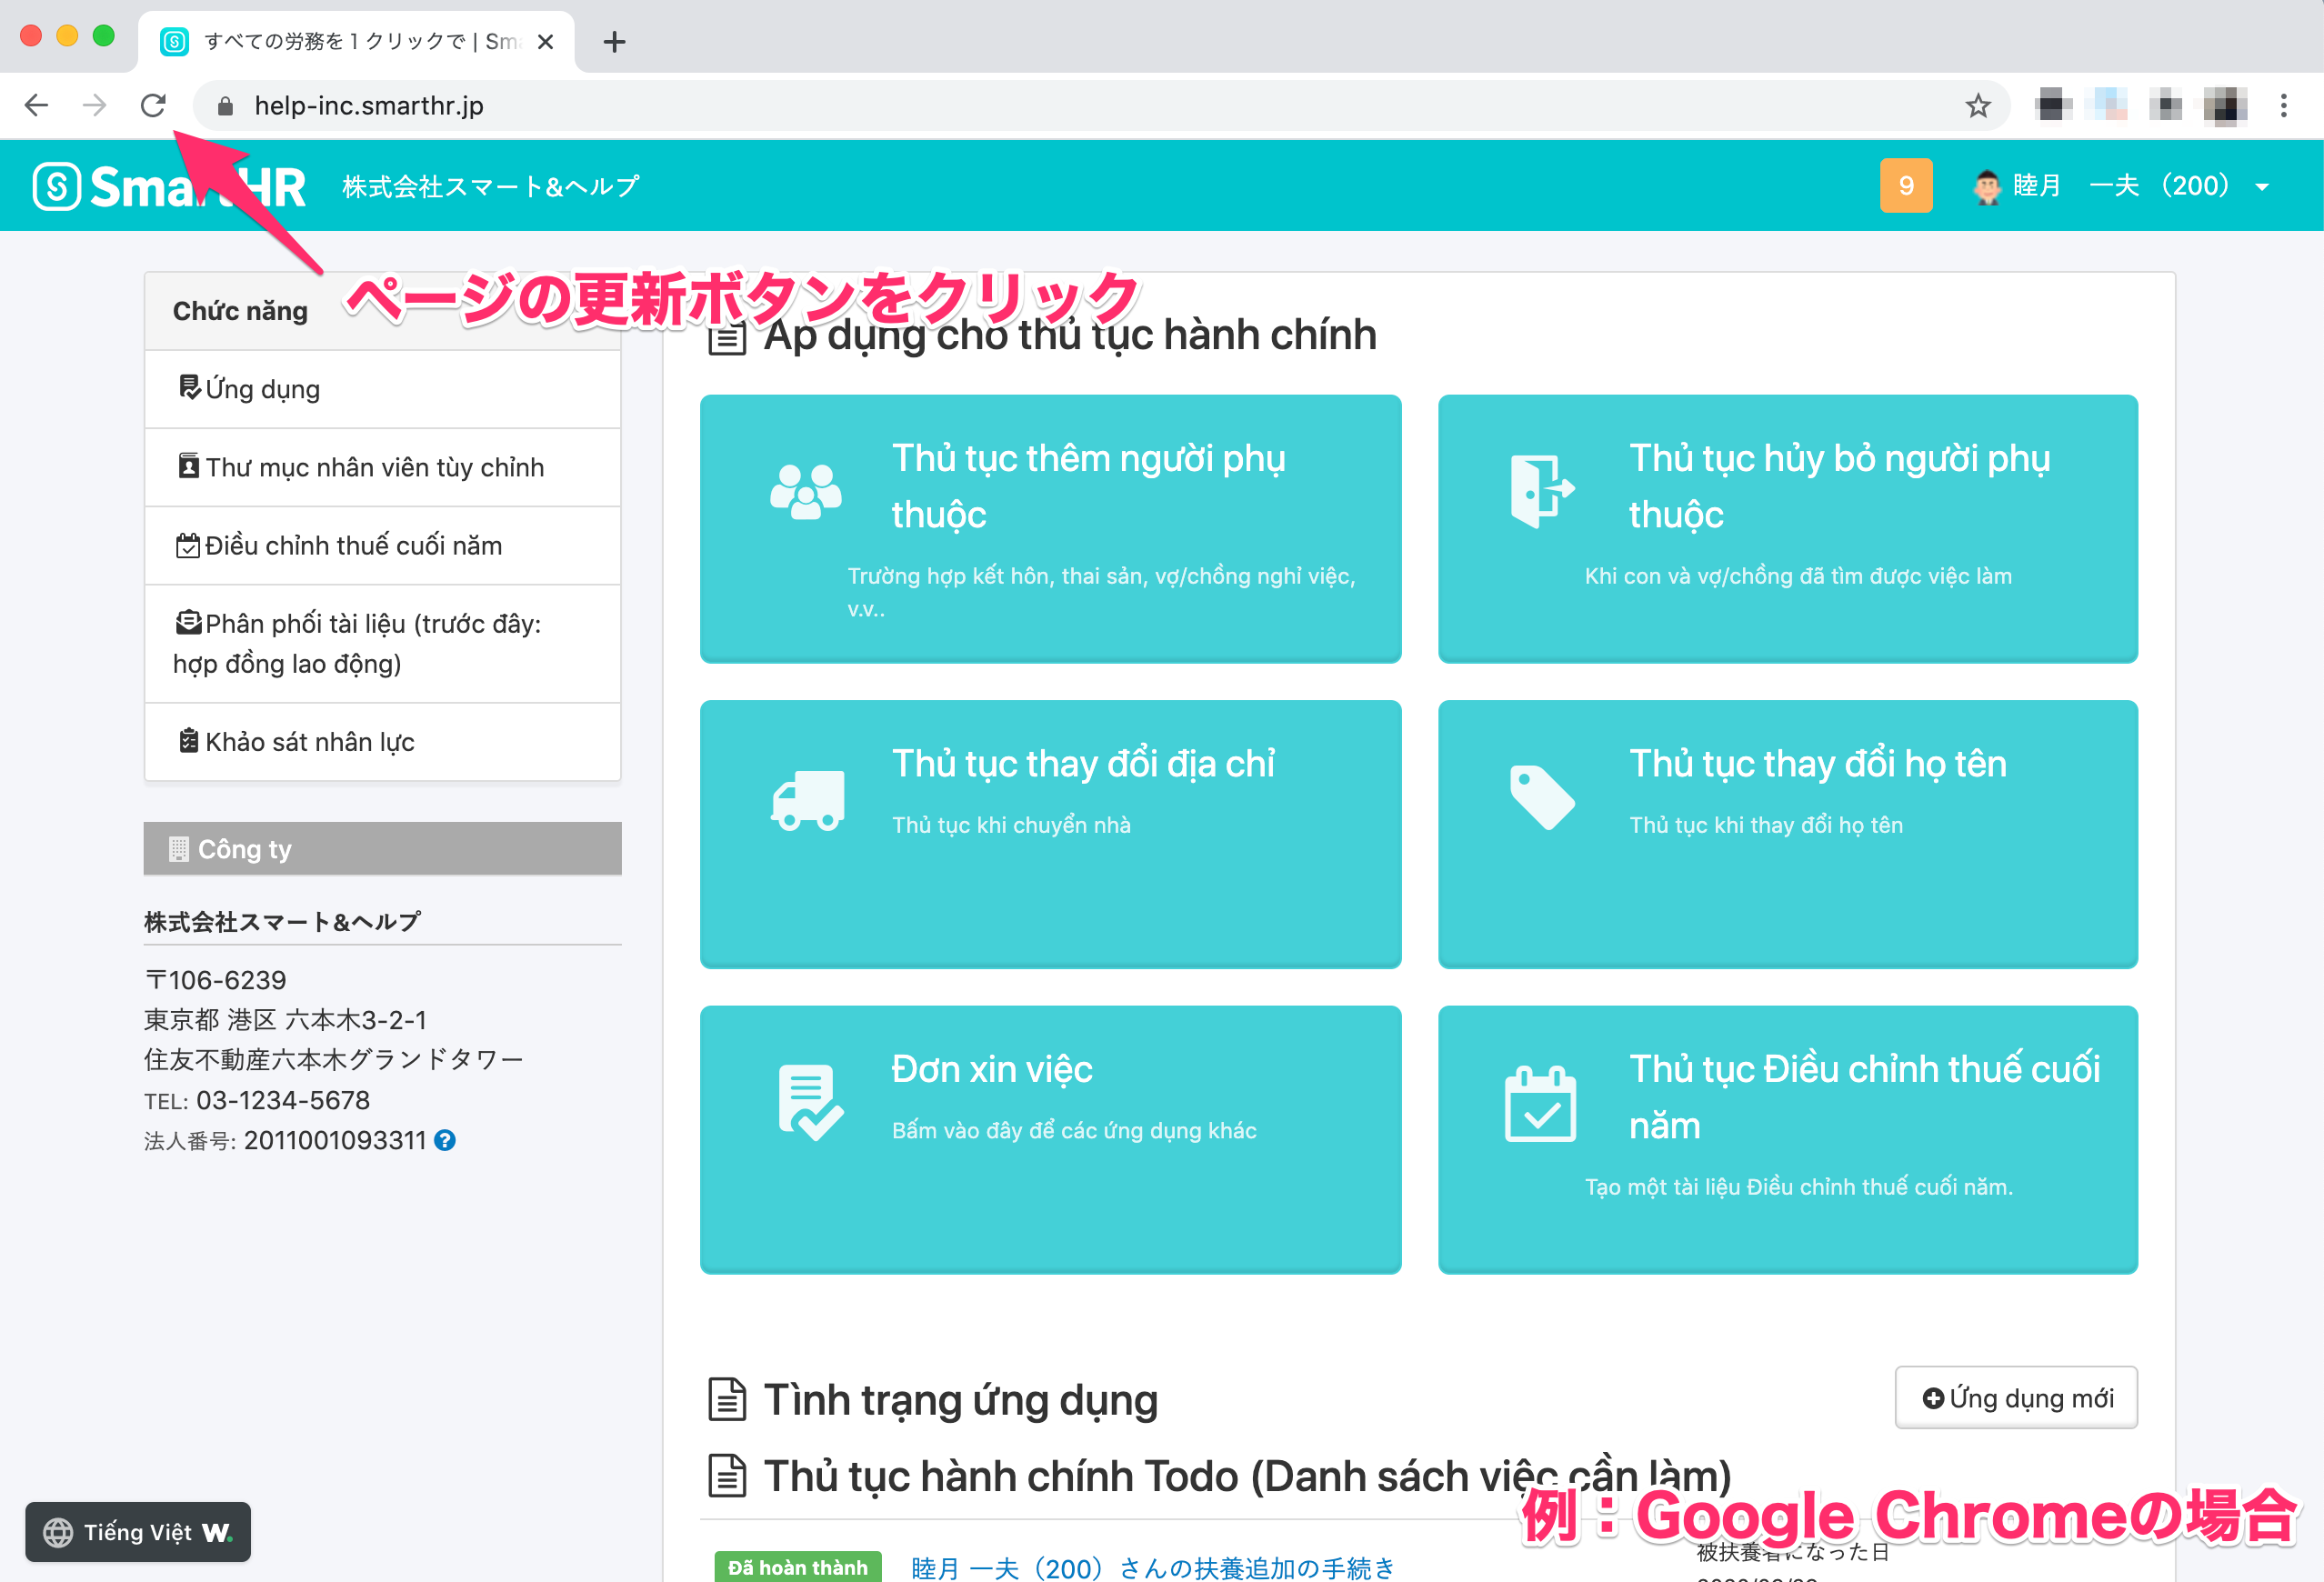 すべての労務を1クリックで | Sm
help-inc.smarthr.jp
SmartHR
株式会社スマート&ヘルプ
9
睦月 一夫 （200）
ページの更新ボタンをクリック
Chức năng
Ứng dụng
Thư mục nhân viên tùy chỉnh
Điều chỉnh thuế cuối năm
Phân phối tài liệu (trước đây:
hợp đồng lao động)
Khảo sát nhân lực
Công ty
株式会社スマート&ヘルプ
〒106-6239
東京都 港区 六本木3-2-1
住友不動産六本木グランドタワー
TEL: 03-1234-5678
法人番号: 2011001093311
Áp dụng cho thủ tục hành chính
Thủ tục thêm người phụ
thuộc
Trường hợp kết hôn, thai sản, vợ/chồng nghỉ việc,
v.v..
Thủ tục hủy bỏ người phụ
thuộc
Khi con và vợ/chồng đã tìm được việc làm
Thủ tục thay đổi địa chỉ
Thủ tục khi chuyển nhà
Thủ tục thay đổi họ tên
Thủ tục khi thay đổi họ tên
Đơn xin việc
Bấm vào đây để các ứng dụng khác
Thủ tục Điều chỉnh thuế cuối
năm
Tạo một tài liệu Điều chỉnh thuế cuối năm.
Tình trạng ứng dụng
Ứng dụng mới
Thủ tục hành chính Todo (Danh sách việc cần làm)
例：Google Chromeの場合
Đã hoàn thành
睦月 一夫（200）さんの扶養追加の手続き
被扶養者になった日
Tiếng Việt W.